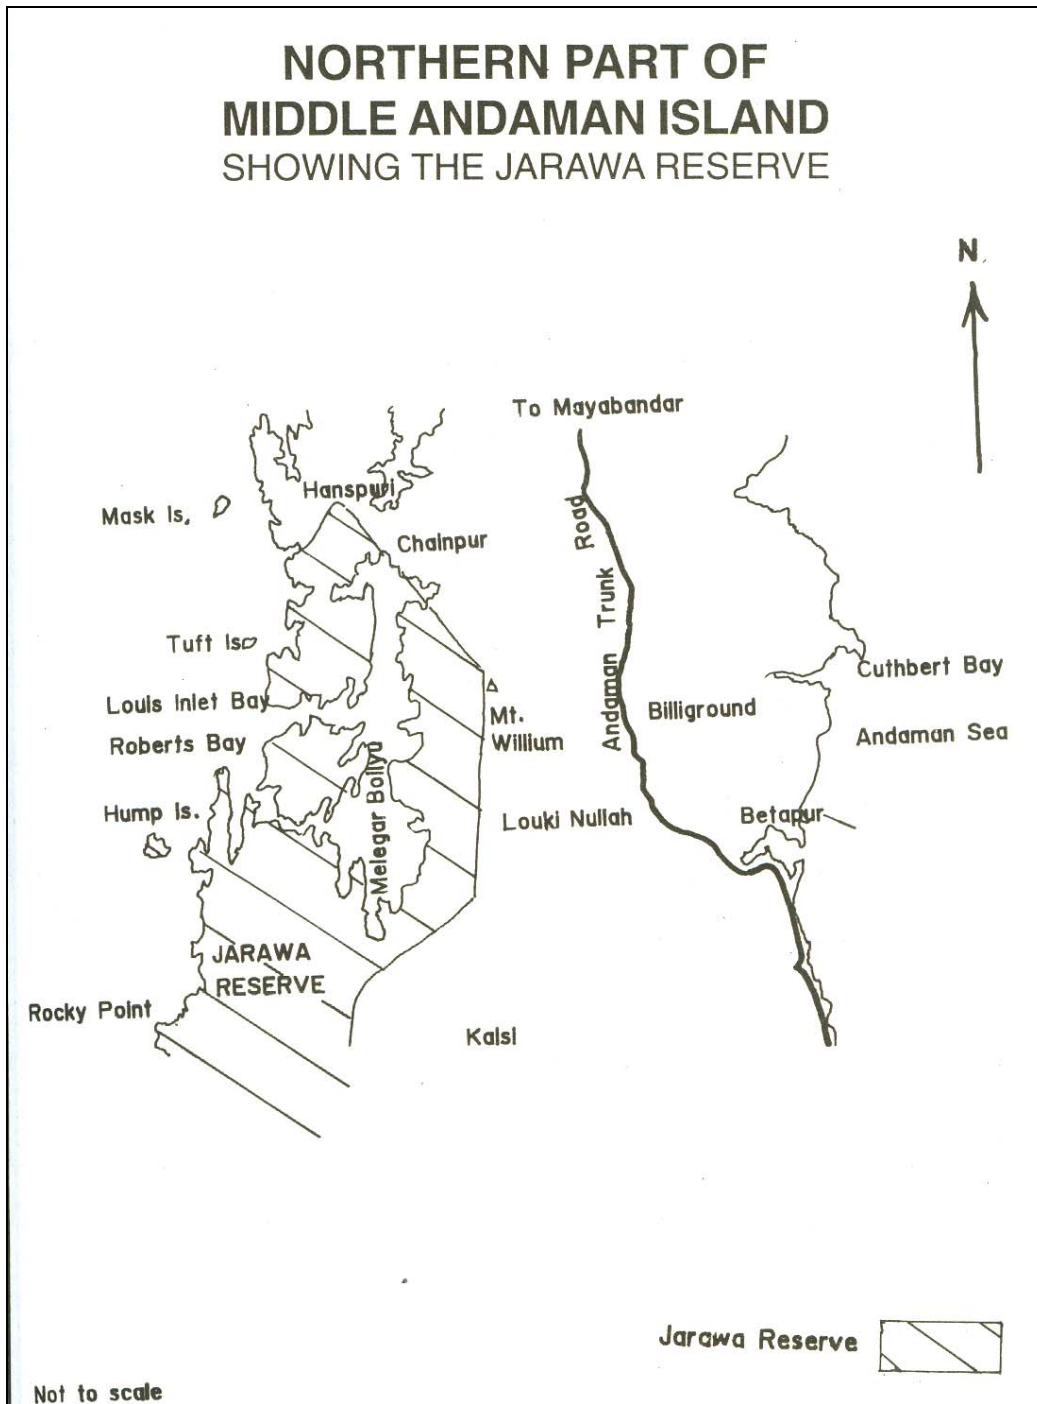 NORTHERN PART OF
MIDDLE ANDAMAN ISLAND
SHOWING THE JARAWA RESERVE
N
To Mayabandar
Hanspuri
Mask Is.
Chainpur
Andaman Trunk Road
Tuft Is
Cuthbert Bay
Louis Inlet Bay
Mt.
Willium
Billiground
Andaman Sea
Roberts Bay
Melegar Bollyu
Hump Is.
Louki Nullah
Betapur
JARAWA
RESERVE
Rocky Point
Kalsi
Jarawa Reserve
Not to scale